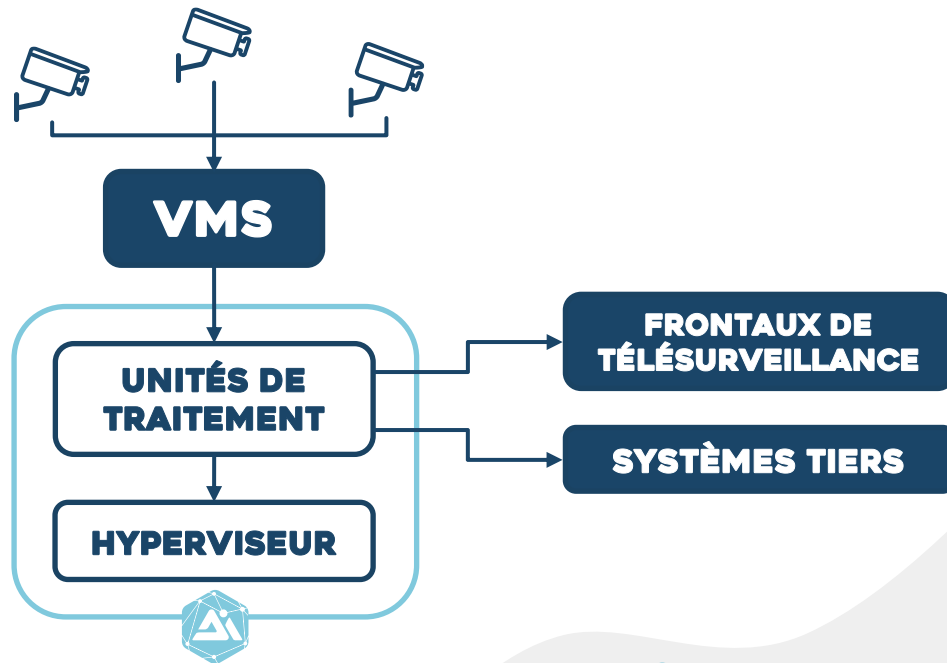 VMS
UNITÉS DE
TRAITEMENT
HYPERVISEUR
FRONTAUX DE
TÉLÉSURVEILLANCE
SYSTÈMES TIERS